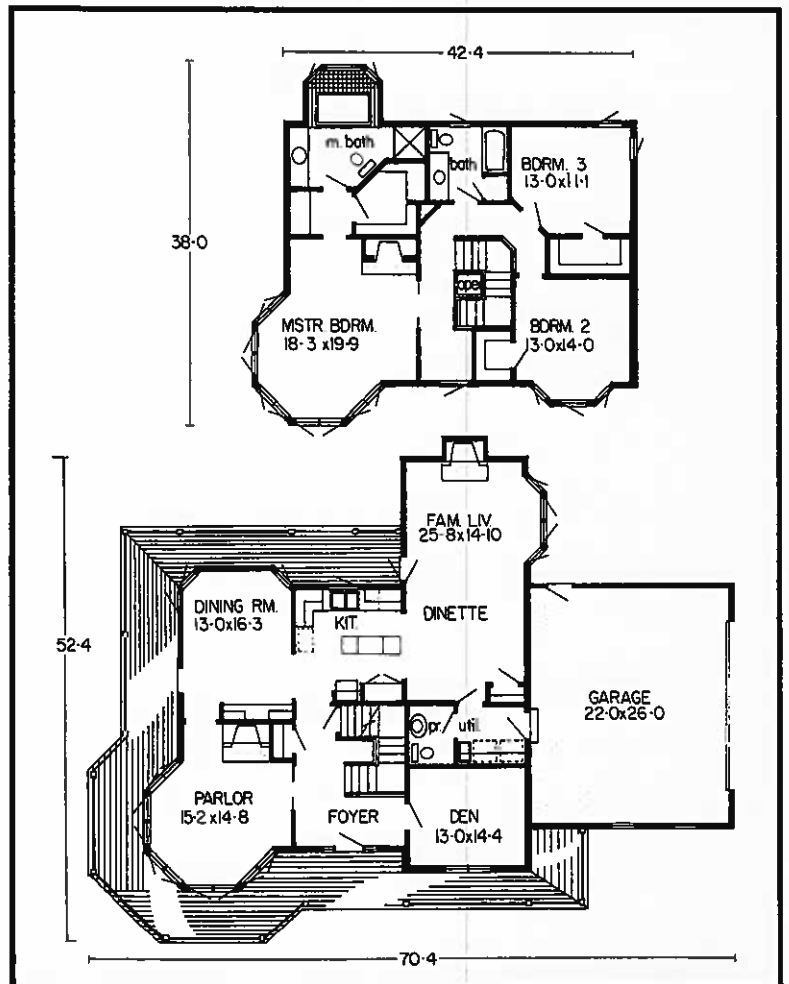 42-4
m. bath
bath
BDRM. 3
13-0x11-1
38-0
open
MSTR. BDRM.
18-3 x19-9
BDRM. 2
13-0x14-0
FAM. LIV.
25-8x14-10
DINING RM.
13-0x16-3
KIT.
DINETTE
52-4
GARAGE
22-0x26-0
pr.
util.
PARLOR
15-2 x14-8
FOYER
DEN
13-0x14-4
70-4